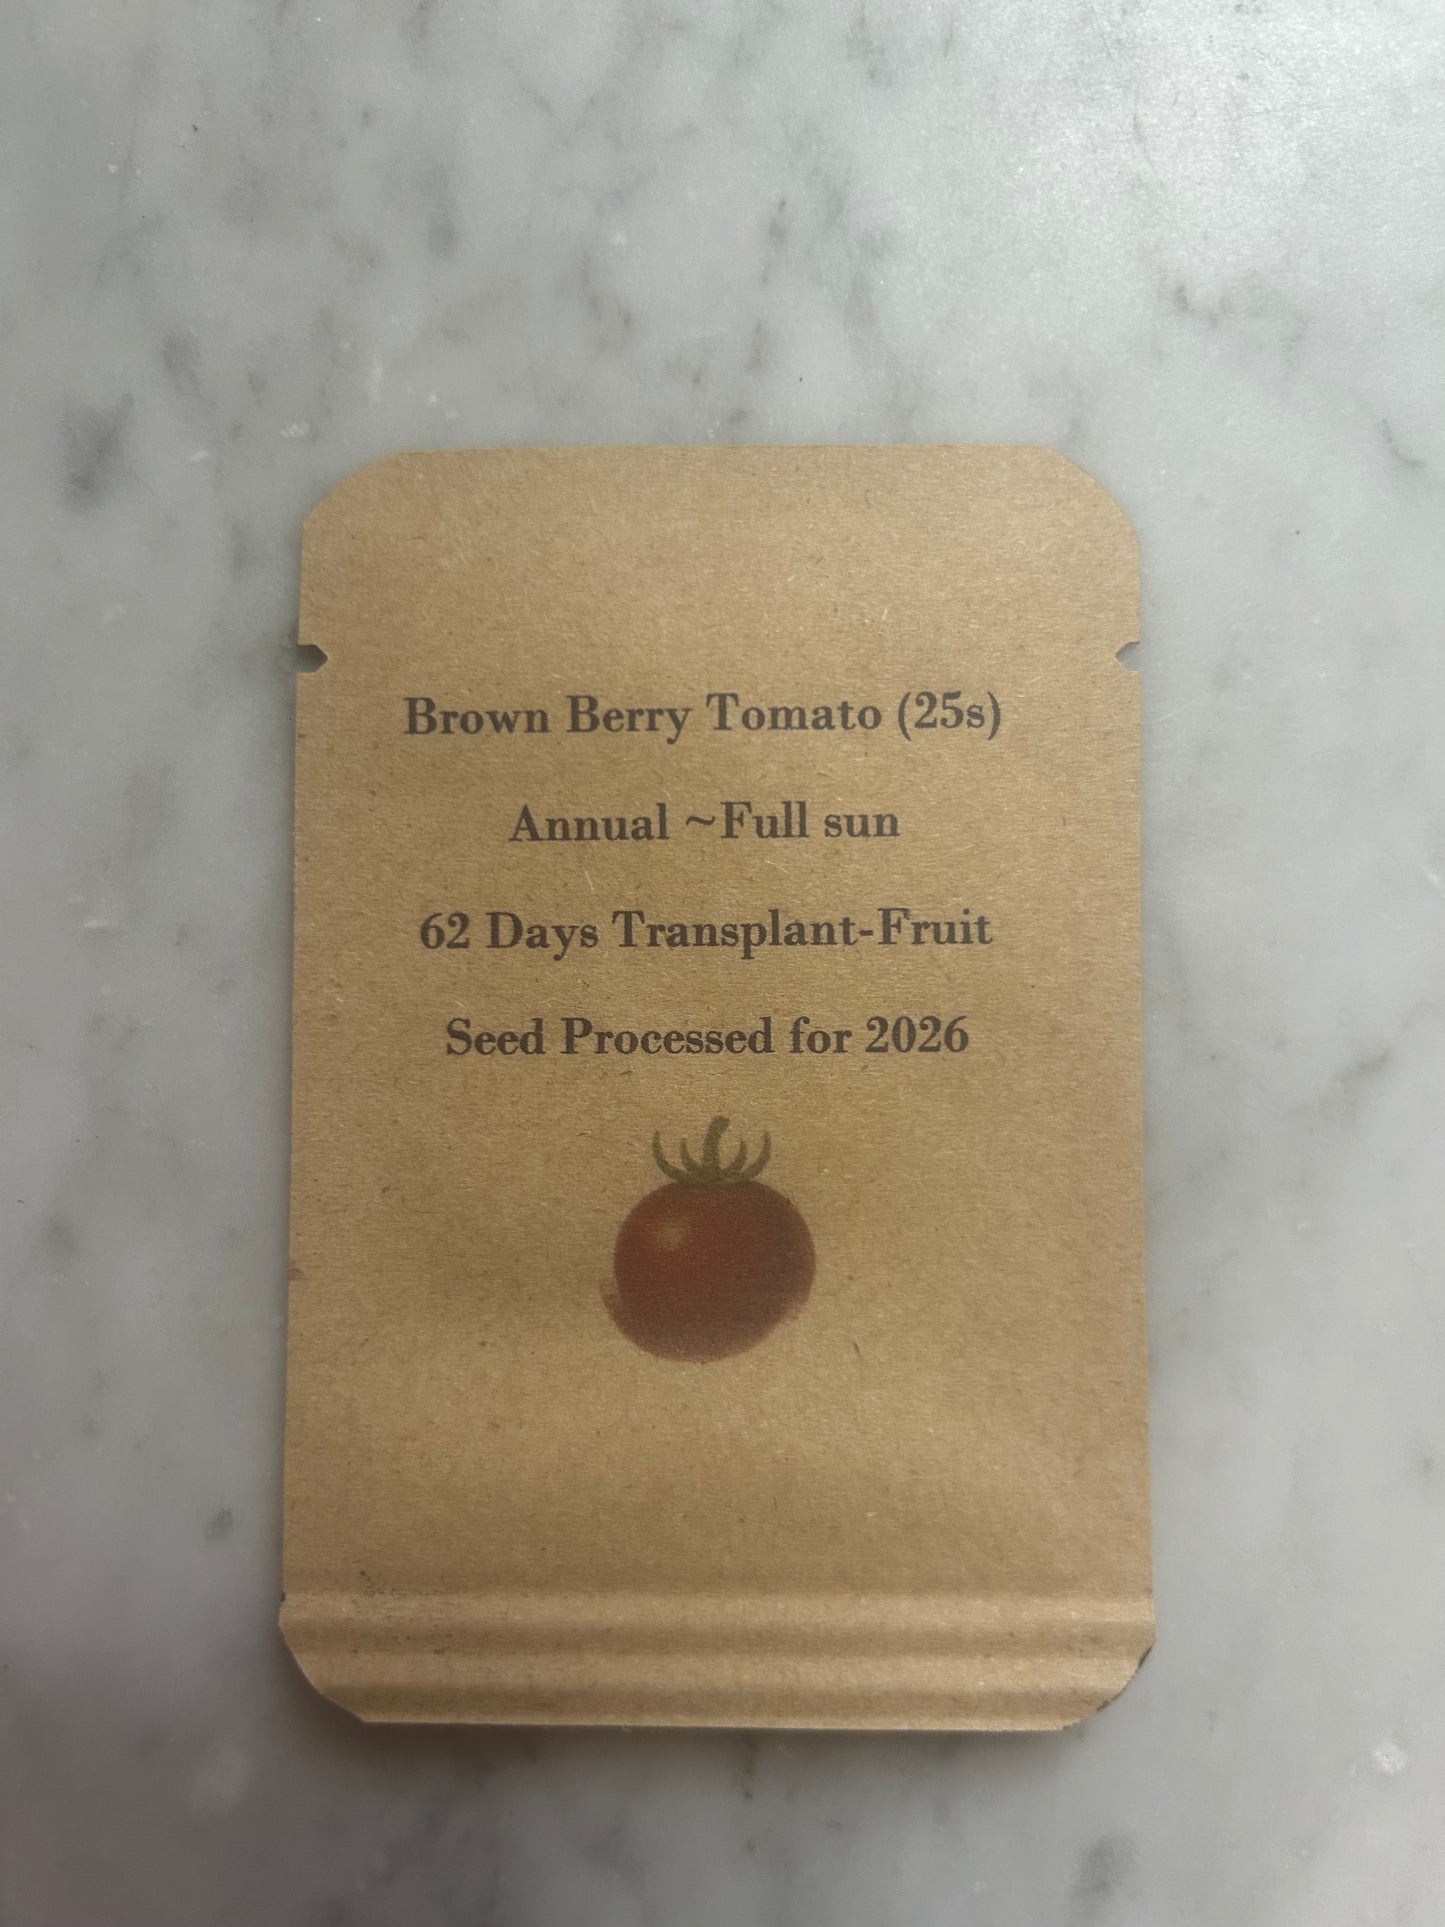 Brown Berry Tomato (25s)
Annual ~Full sun
62 Days Transplant-Fruit
Seed Processed for 2026